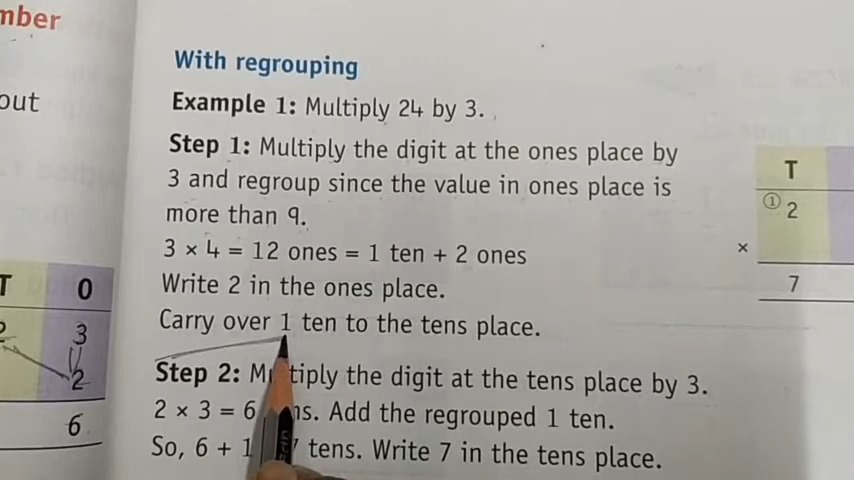 mber
out
T O
3
2
6
With regrouping
Example 1: Multiply 24 by 3.
Step 1: Multiply the digit at the ones place by
3 and regroup since the value in ones place is
more than 9.
3 × 4 = 12 ones = 1 ten + 2 ones
Write 2 in the ones place.
Carry over 1 ten to the tens place.
Step 2: Multiply the digit at the tens place by 3.
2 × 3 = 6 Add the regrouped 1 ten.
So, 6 + 1 7 tens. Write 7 in the tens place.
T
① 2
×
7